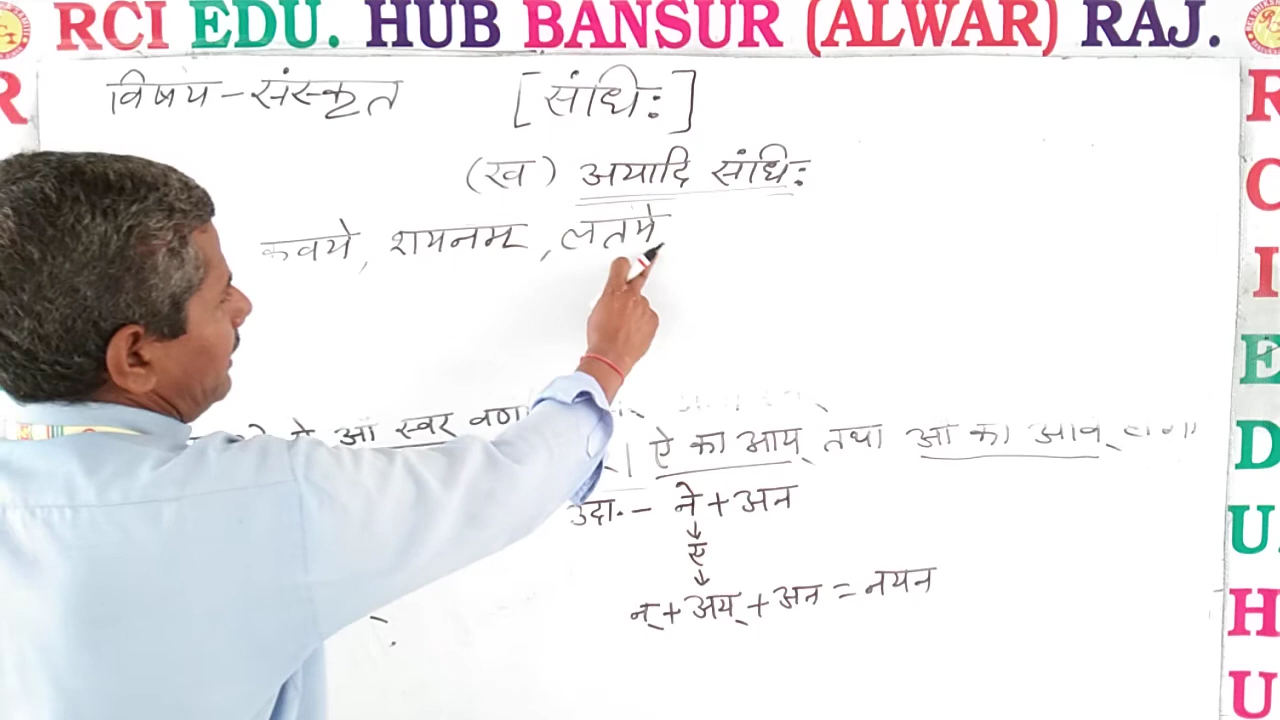 RCI EDU. HUB BANSUR (ALWAR) RAJ.
विषय - संस्कृत [संधि:]
(ख) अयादि संधि:
कवये, शयनम, लतमे
औ स्वर वर्ण
ऐ का आय् तथा औ का आव्
उदा. - ने + अन
↓
ए
↓
न् + अय् + अन = नयन
R
R
C
I
E
D
U.
H
U